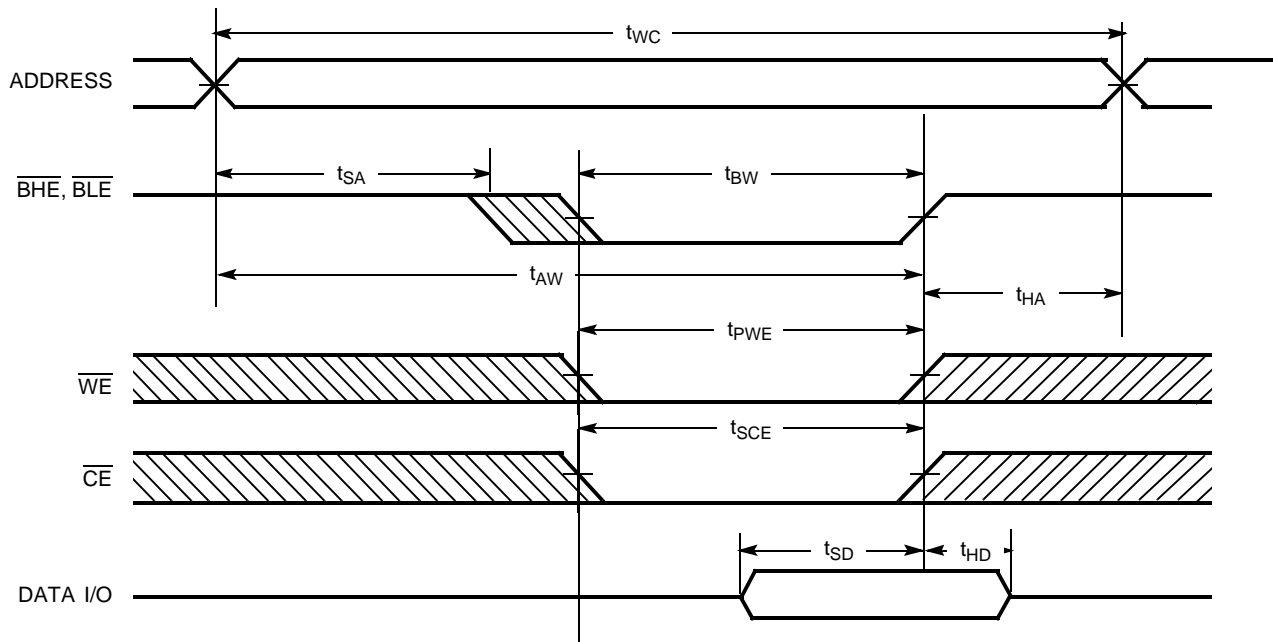 tWC
ADDRESS
BHE, BLE
tSA
tBW
tAW
tHA
tPWE
WE
tSCE
CE
tSD
tHD
DATA I/O